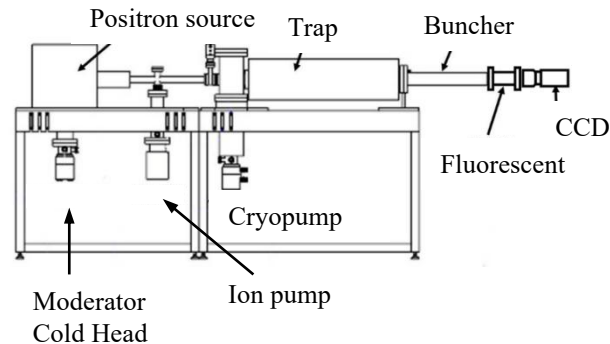 Positron source
Trap
Buncher
CCD
Fluorescent
Cryopump
Ion pump
Moderator
Cold Head